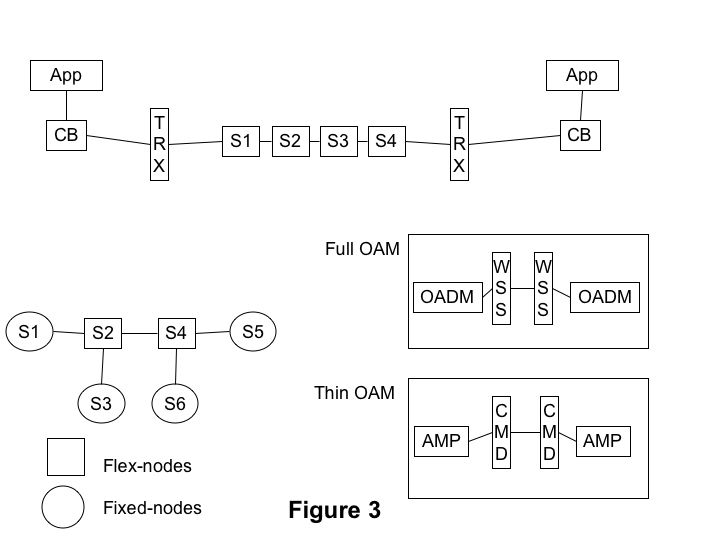 App
App
CB
T
R
X
S1
S2
S3
S4
T
R
X
CB
Full OAM
OADM
W
S
S
W
S
S
OADM
S1
S2
S4
S5
S3
S6
Thin OAM
AMP
C
M
D
C
M
D
AMP
Flex-nodes
Fixed-nodes
Figure 3